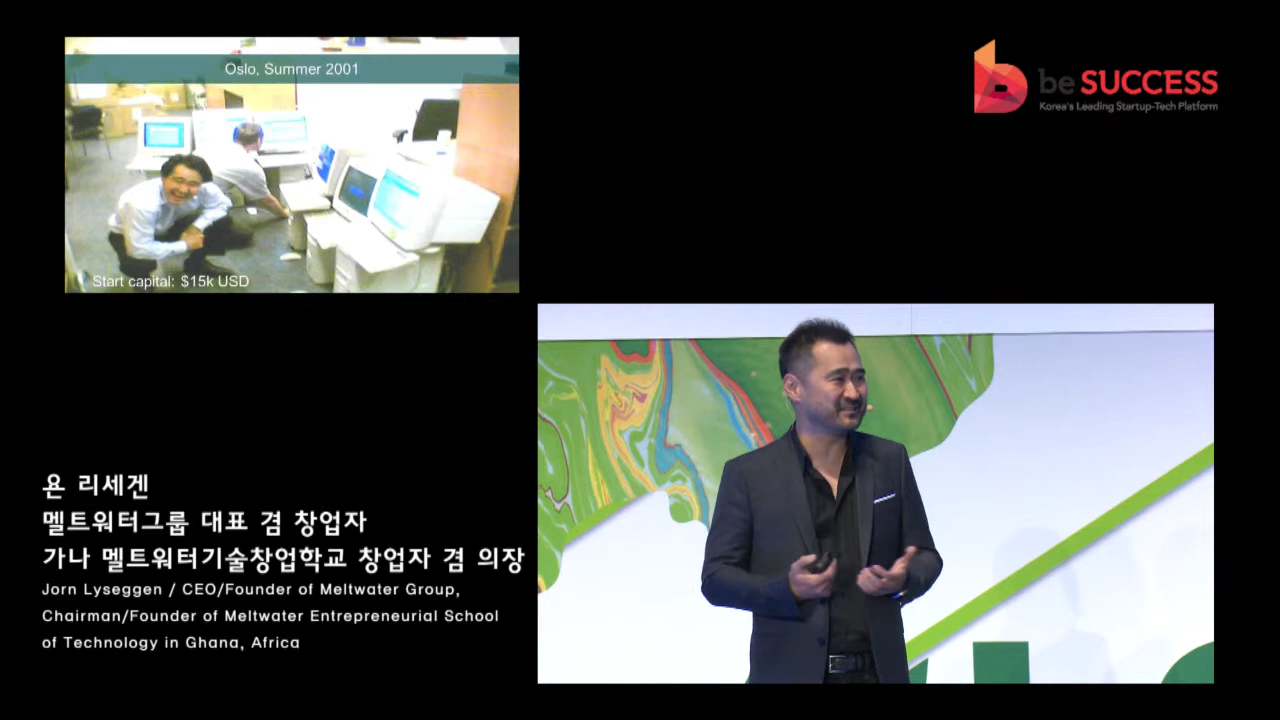 Oslo, Summer 2001
Start capital: $15k USD
be SUCCESS
Korea's Leading Startup-Tech Platform
욘 리세겐
멜트워터그룹 대표 겸 창업자
가나 멜트워터기술창업학교 창업자 겸 의장
Jorn Lyseggen / CEO/Founder of Meltwater Group,
Chairman/Founder of Meltwater Entrepreneurial School
of Technology in Ghana, Africa